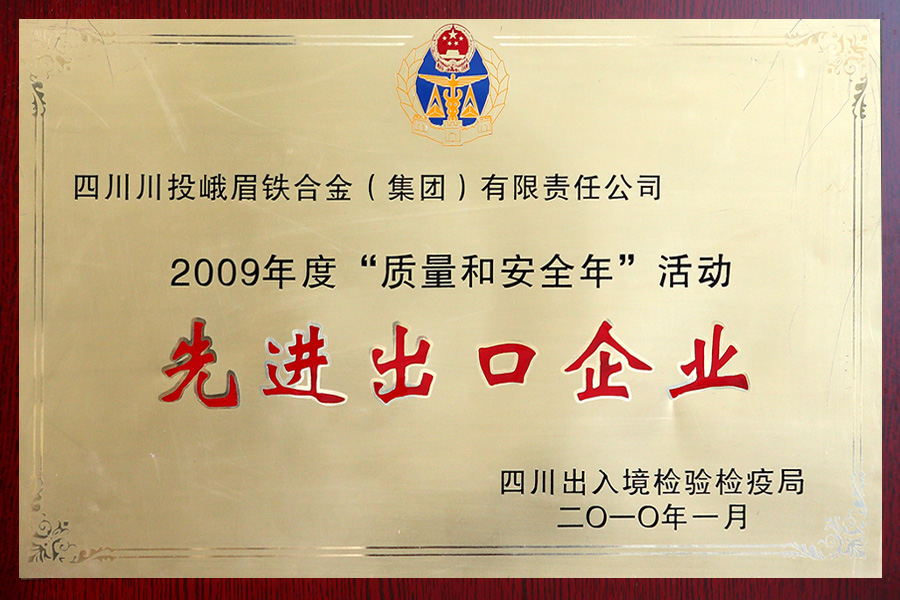 四川川投峨眉铁合金（集团）有限责任公司
2009年度“质量和安全年”活动
先进出口企业
四川出入境检验检疫局
二〇一〇年一月